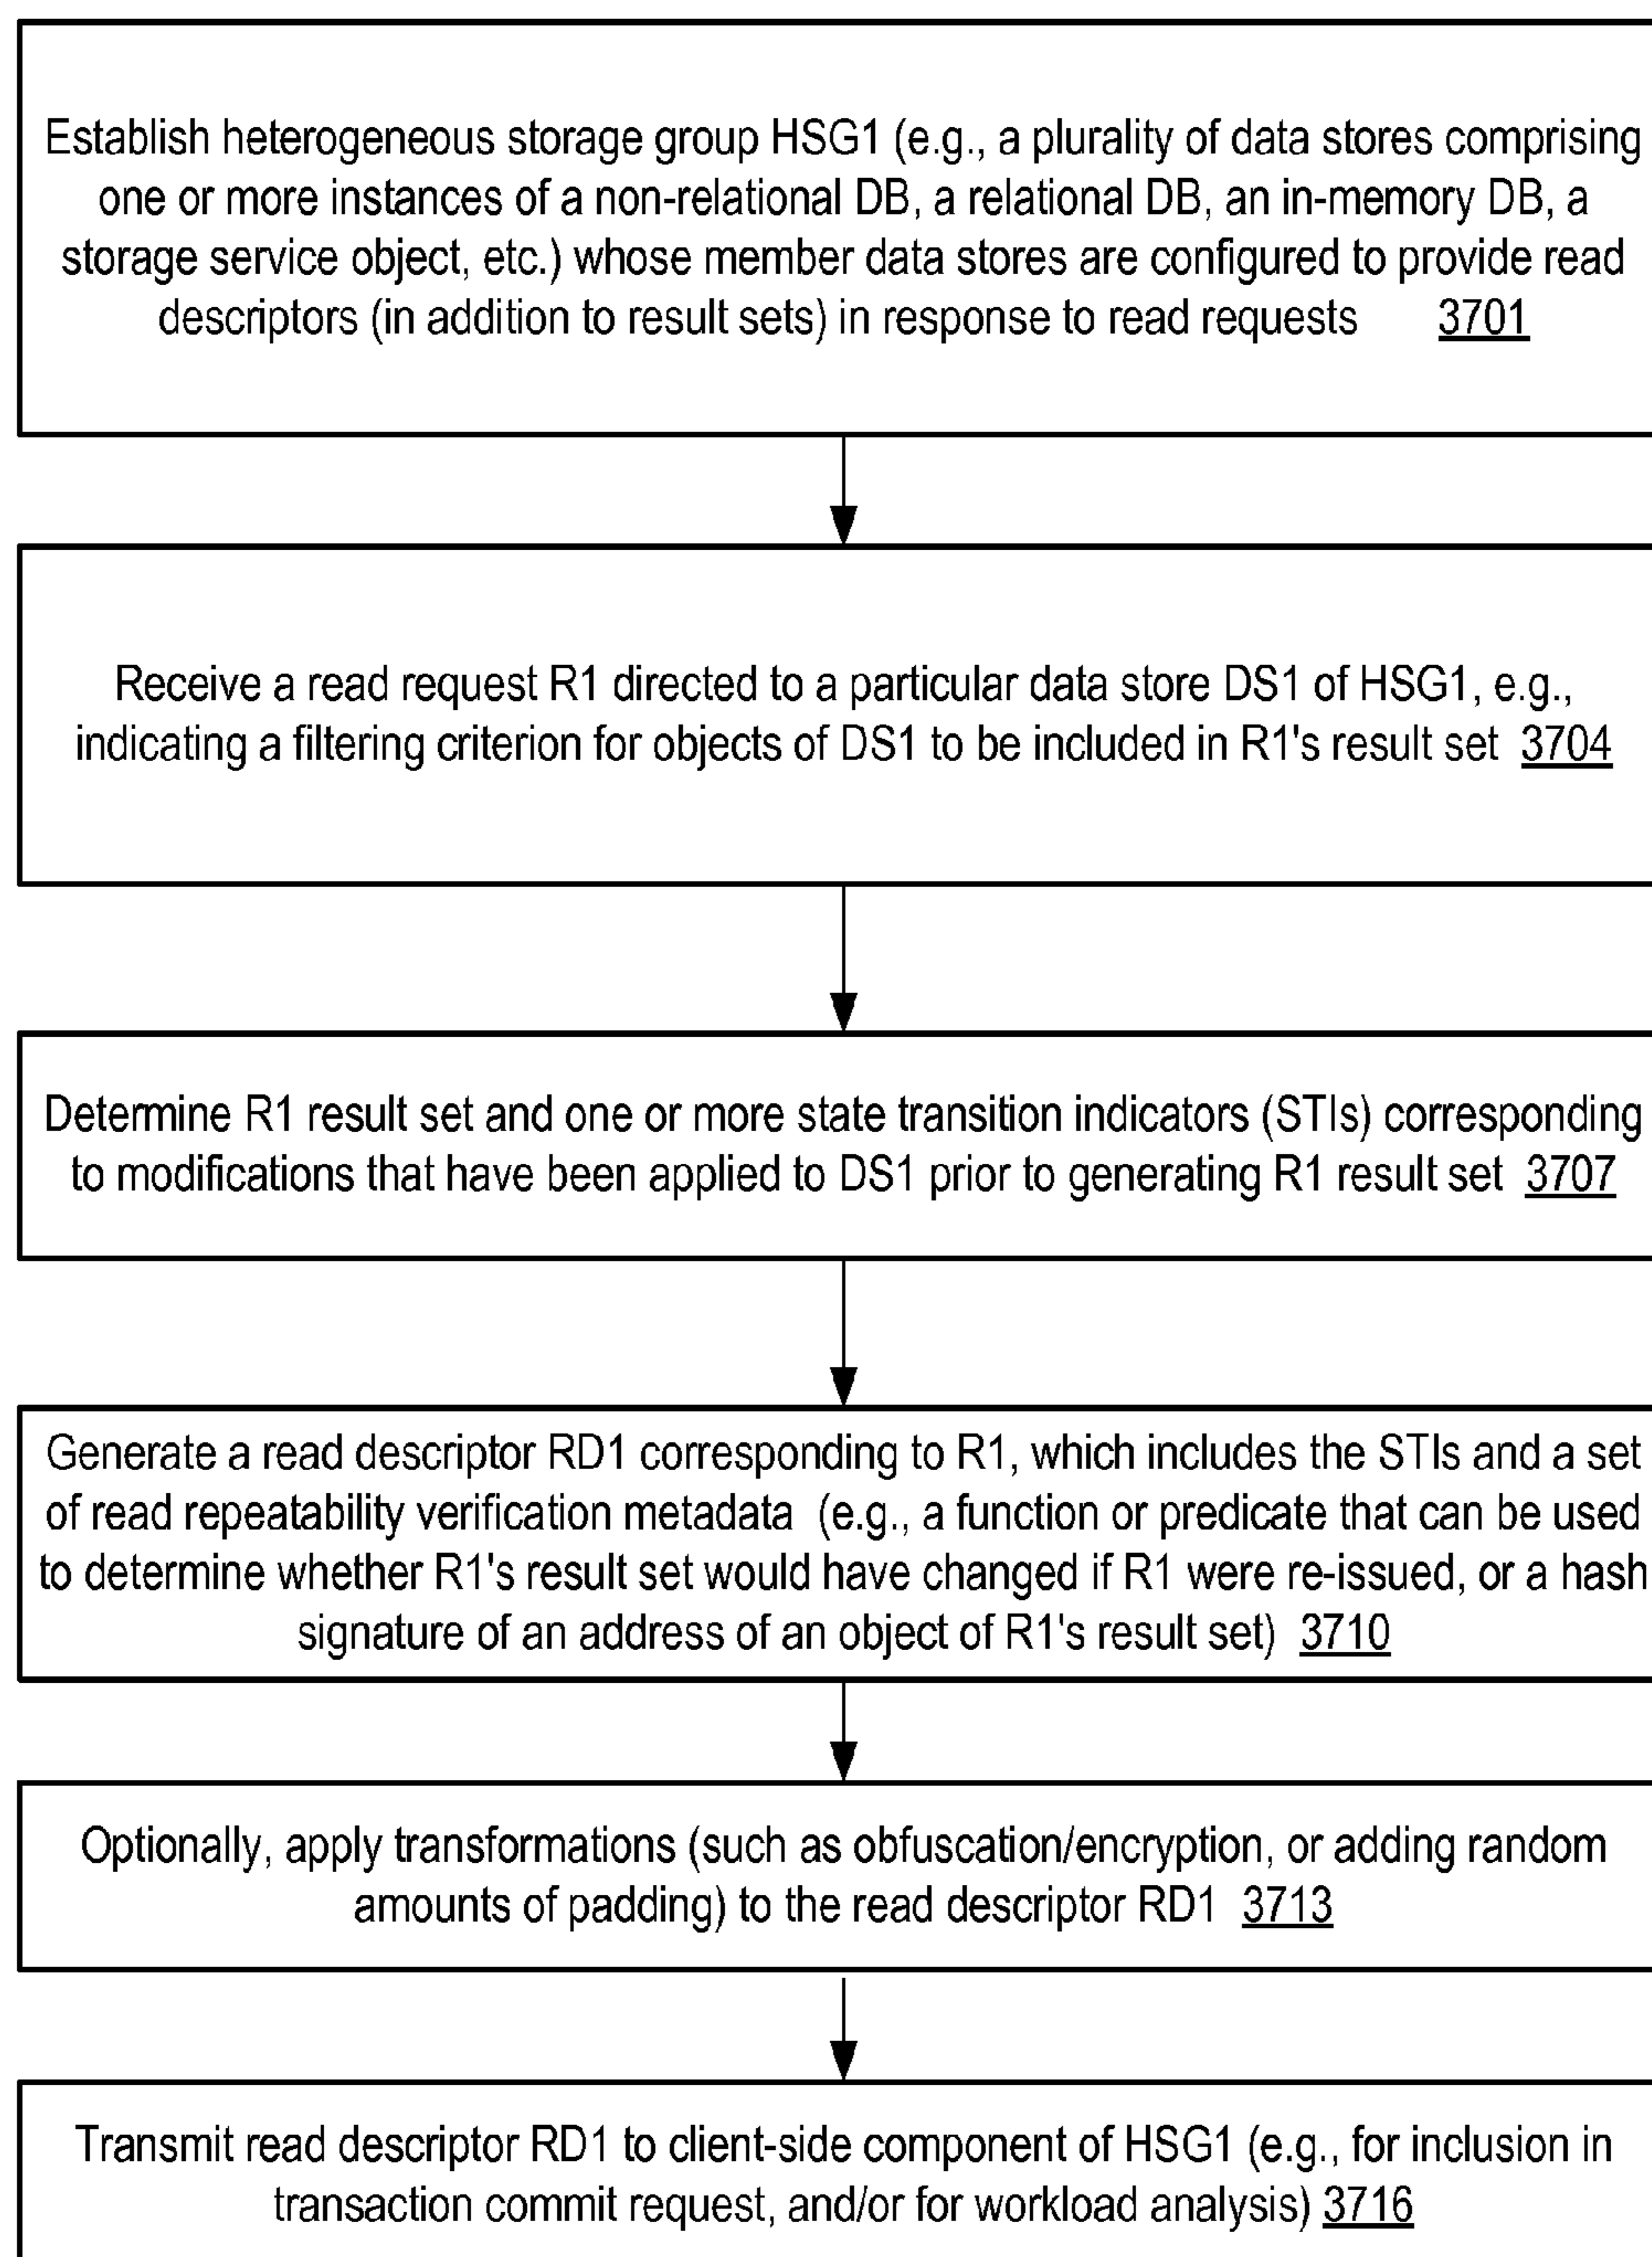 Establish heterogeneous storage group HSG1 (e.g., a plurality of data stores comprising
one or more instances of a non-relational DB, a relational DB, an in-memory DB, a
storage service object, etc.) whose member data stores are configured to provide read
descriptors (in addition to result sets) in response to read requests 3701
Receive a read request R1 directed to a particular data store DS1 of HSG1, e.g.,
indicating a filtering criterion for objects of DS1 to be included in R1's result set 3704
Determine R1 result set and one or more state transition indicators (STIs) corresponding
to modifications that have been applied to DS1 prior to generating R1 result set 3707
Generate a read descriptor RD1 corresponding to R1, which includes the STIs and a set
of read repeatability verification metadata (e.g., a function or predicate that can be used
to determine whether R1's result set would have changed if R1 were re-issued, or a hash
signature of an address of an object of R1's result set) 3710
Optionally, apply transformations (such as obfuscation/encryption, or adding random
amounts of padding) to the read descriptor RD1 3713
Transmit read descriptor RD1 to client-side component of HSG1 (e.g., for inclusion in
transaction commit request, and/or for workload analysis) 3716